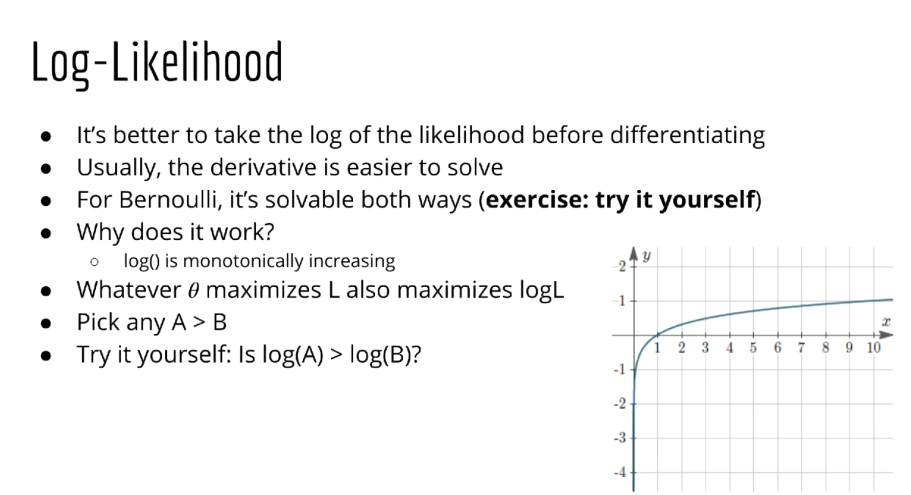 Log-Likelihood
● It's better to take the log of the likelihood before differentiating
● Usually, the derivative is easier to solve
● For Bernoulli, it's solvable both ways (exercise: try it yourself)
● Why does it work?
○ log() is monotonically increasing
● Whatever θ maximizes L also maximizes logL
● Pick any A > B
● Try it yourself: Is log(A) > log(B)?
y
2
1
x
1 2 3 4 5 6 7 8 9 10
-1
-2
-3
-4